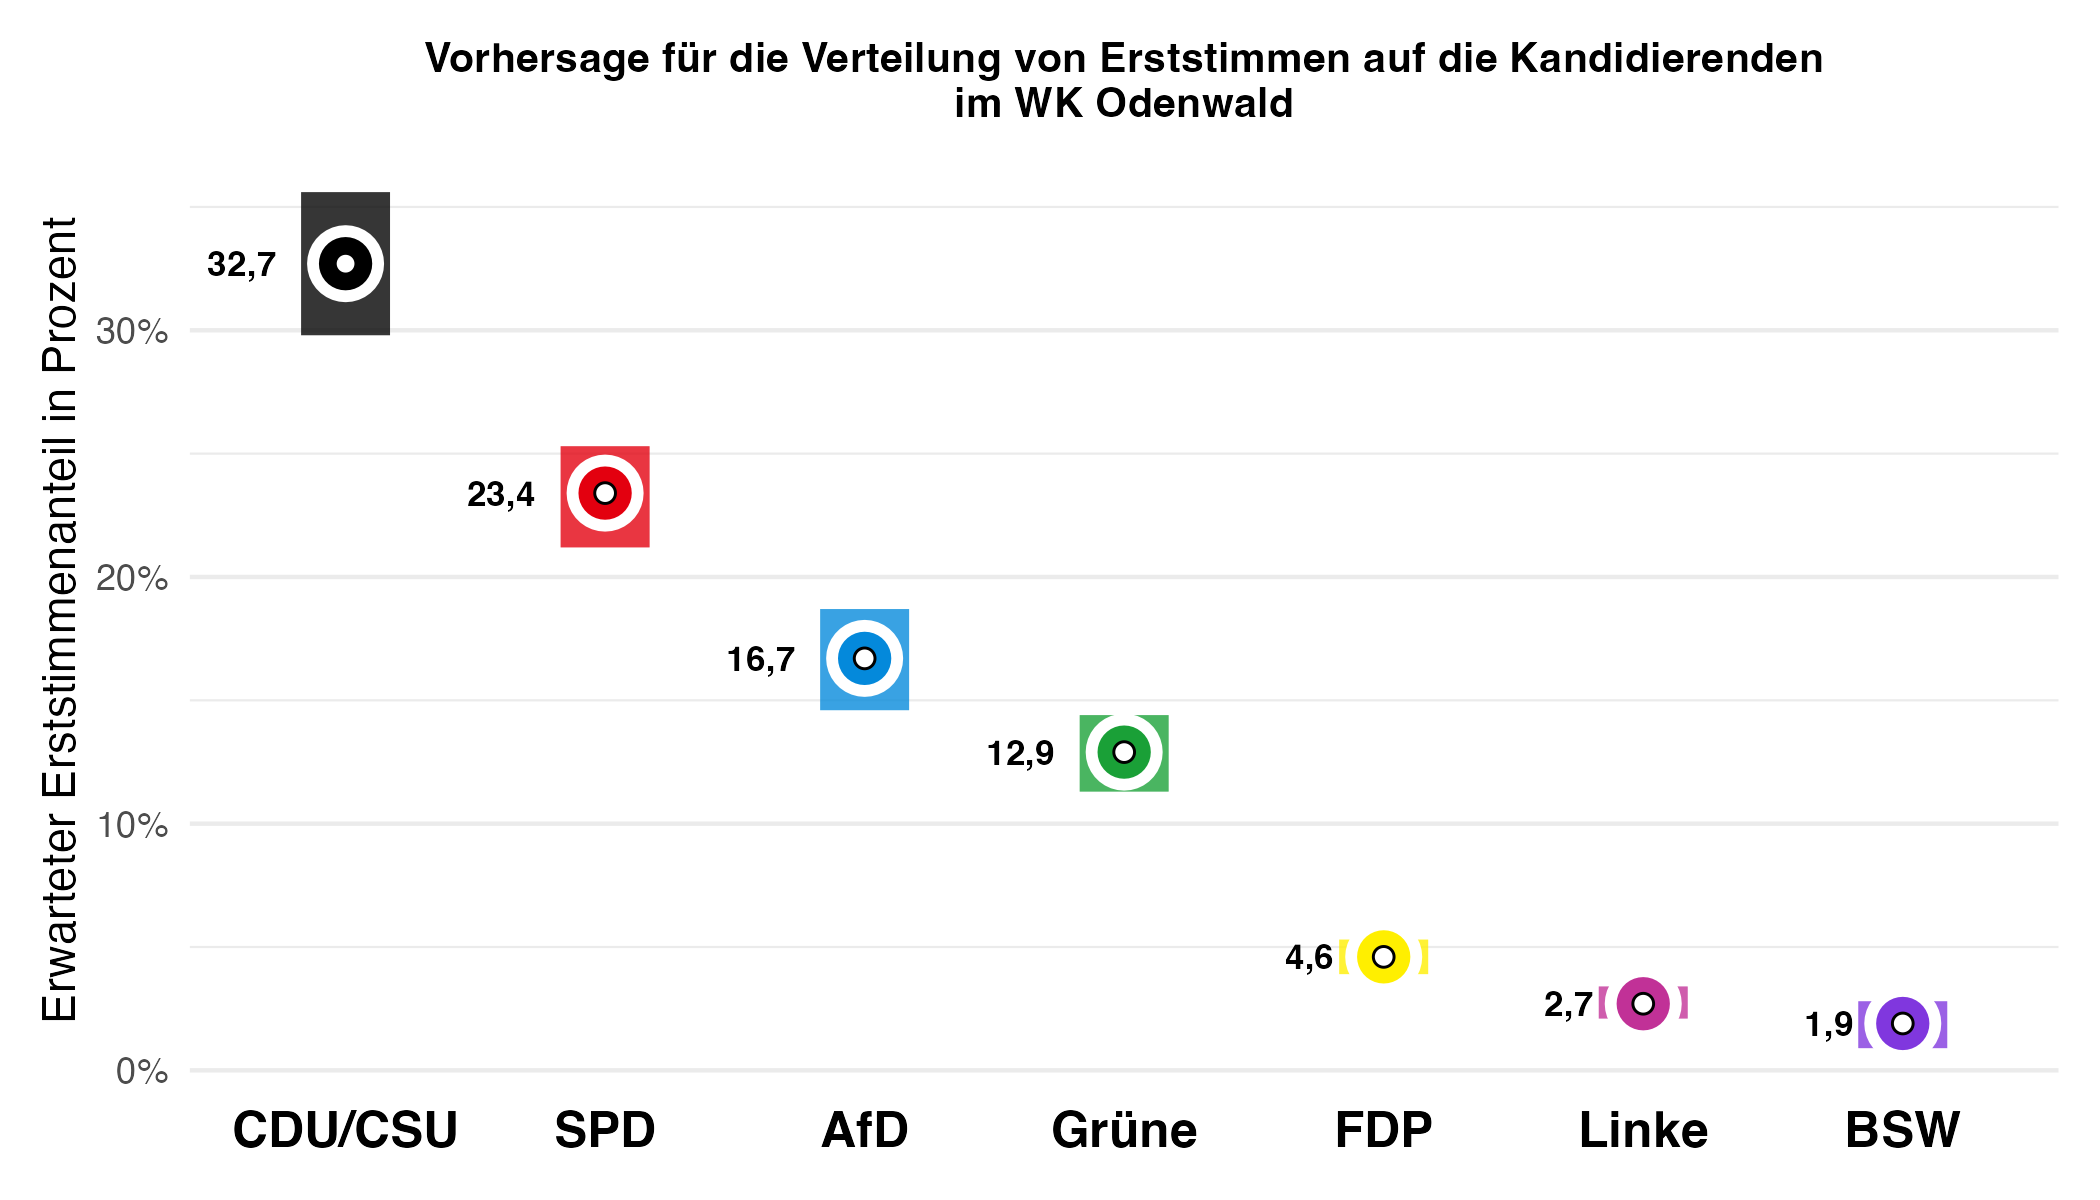 Vorhersage für die Verteilung von Erststimmen auf die Kandidierenden
im WK Odenwald
Erwarteter Erststimmenanteil in Prozent
30%
20%
10%
0%
32,7
23,4
16,7
12,9
4,6
2,7
1,9
CDU/CSU
SPD
AfD
Grüne
FDP
Linke
BSW